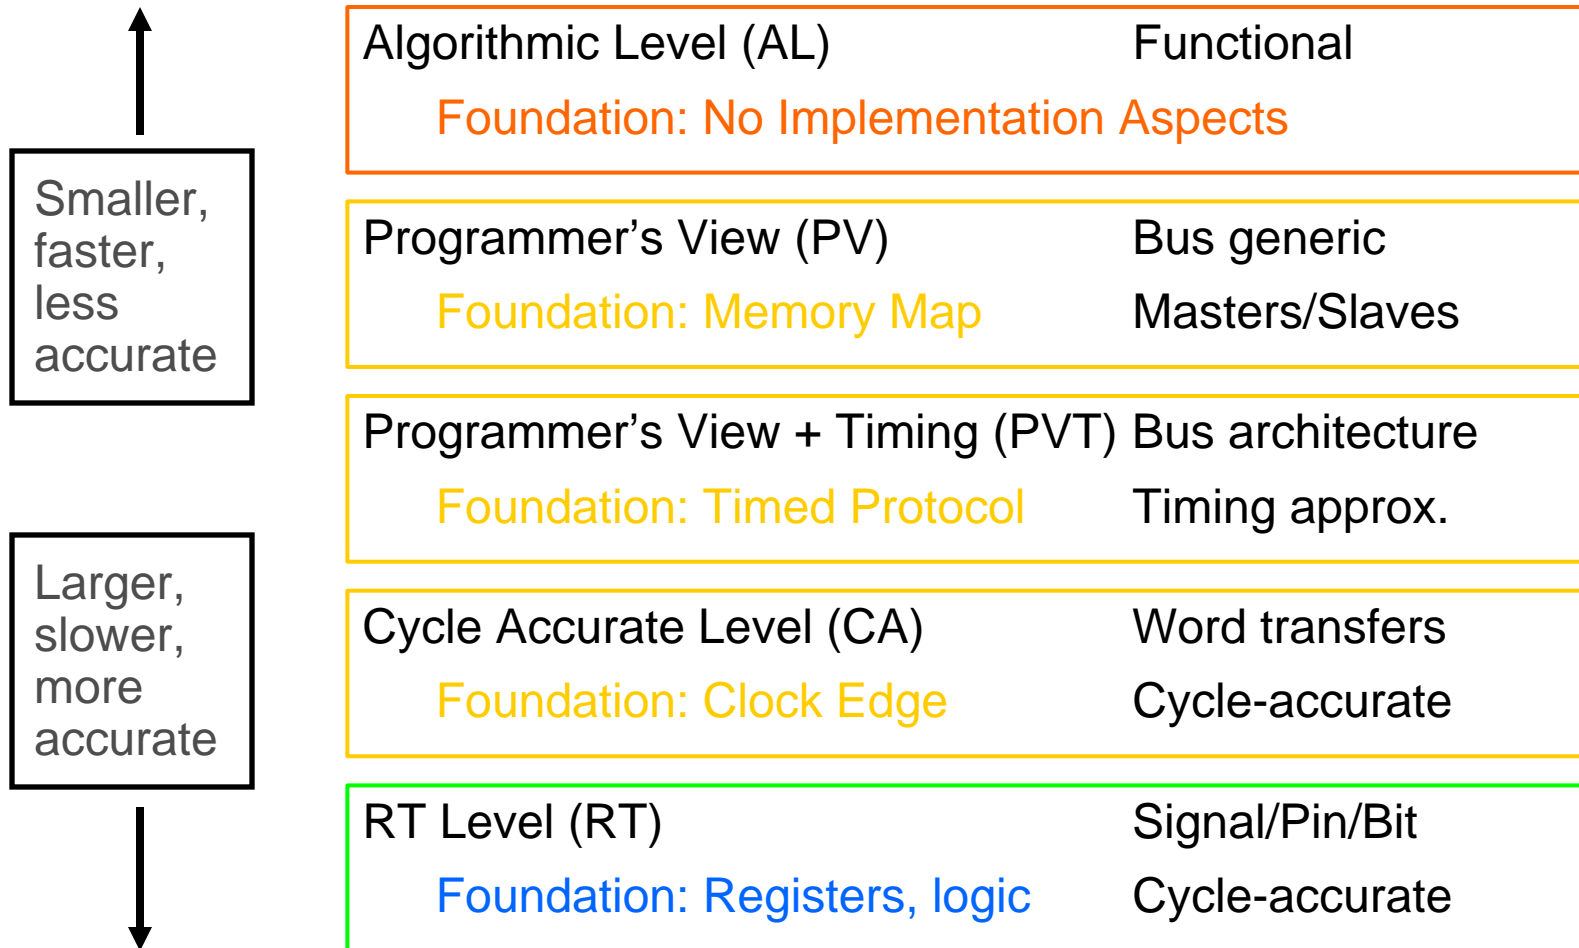 Smaller,
faster,
less
accurate
Larger,
slower,
more
accurate
Algorithmic Level (AL) Functional
Foundation: No Implementation Aspects
Programmer’s View (PV) Bus generic
Foundation: Memory Map Masters/Slaves
Programmer’s View + Timing (PVT) Bus architecture
Foundation: Timed Protocol Timing approx.
Cycle Accurate Level (CA) Word transfers
Foundation: Clock Edge Cycle-accurate
RT Level (RT) Signal/Pin/Bit
Foundation: Registers, logic Cycle-accurate